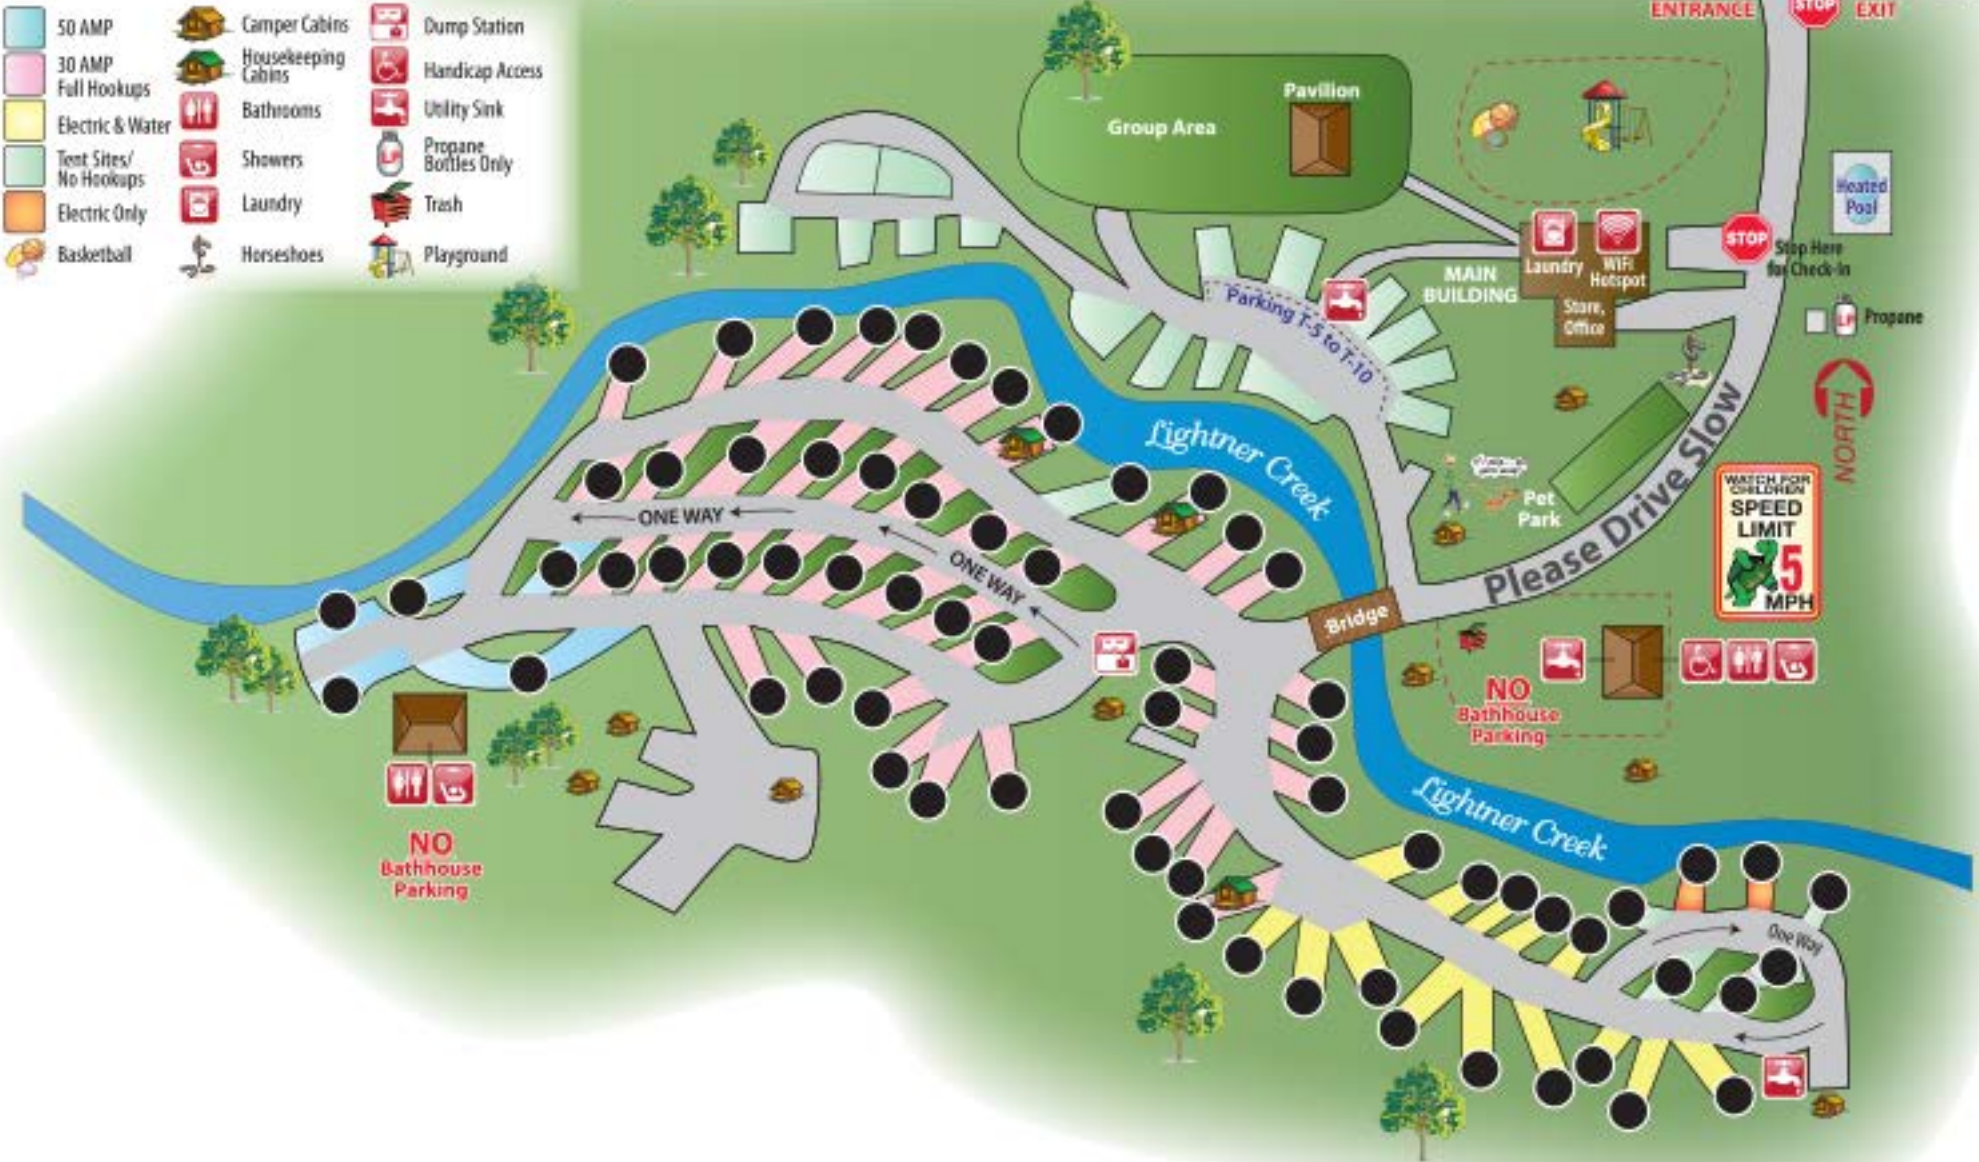 50 AMP
30 AMP
Full Hookups
Electric & Water
Tent Sites/
No Hookups
Electric Only
Basketball
Camper Cabins
Housekeeping
Cabins
Bathrooms
Showers
Laundry
Horseshoes
Dump Station
Handicap Access
Utility Sink
LP
Propane
Bottles Only
Trash
Playground
ENTRANCE
STOP
EXIT
Pavilion
Group Area
Heated
Pool
STOP
Stop Here
for Check-In
Laundry
WiFi
Hotspot
MAIN
BUILDING
Store,
Office
LP
Propane
Parking T-5 to T-10
NORTH
Lightner Creek
Pet
Park
Please Drive Slow
WATCH FOR
CHILDREN
SPEED
LIMIT
5
MPH
ONE WAY
ONE WAY
Bridge
NO
Bathhouse
Parking
NO
Bathhouse
Parking
Lightner Creek
One Way